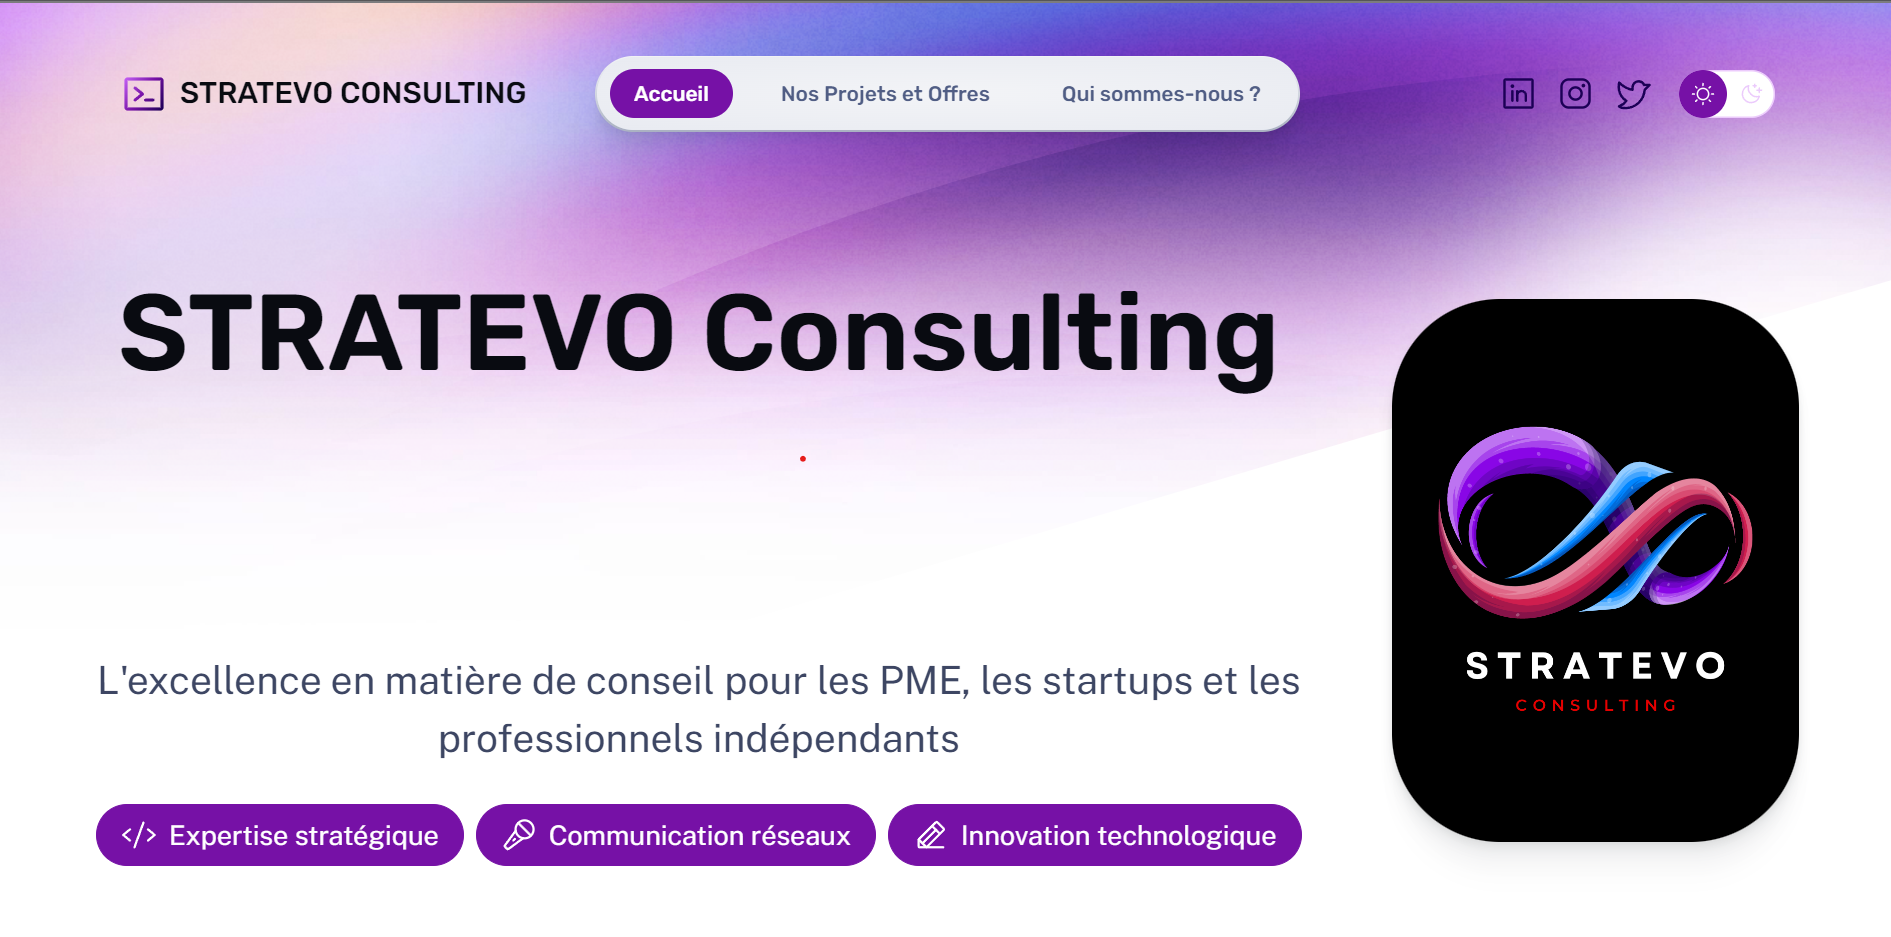 STRATEVO CONSULTING
Accueil
Nos Projets et Offres
Qui sommes-nous ?
STRATEVO Consulting
L'excellence en matière de conseil pour les PME, les startups et les
professionnels indépendants
Expertise stratégique
Communication réseaux
Innovation technologique
STRATEVO
CONSULTING